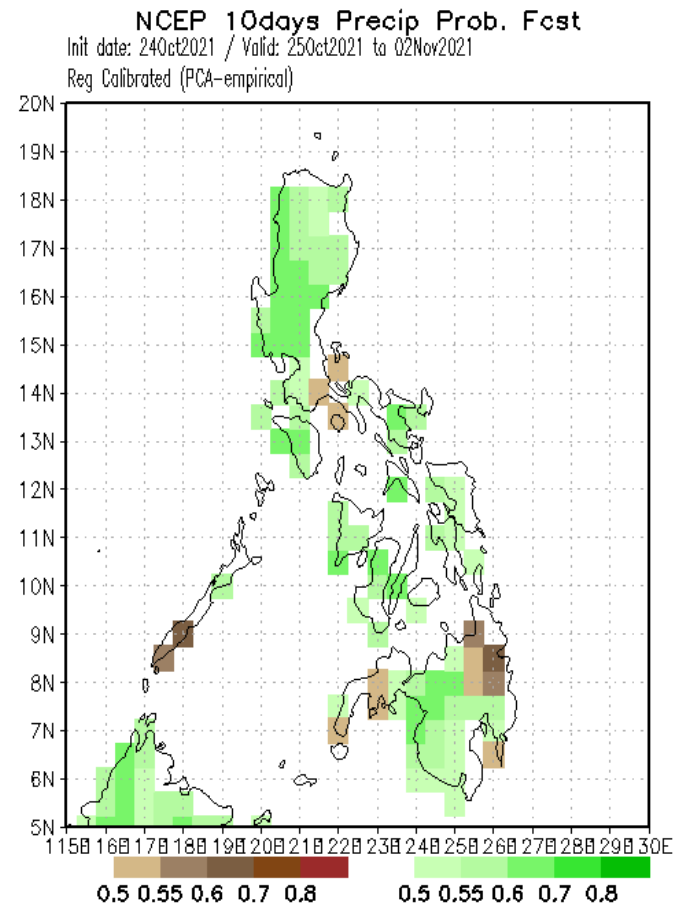 NCEP 10days Precip Prob. Fcst
Init date: 24Oct2021 / Valid: 25Oct2021 to 02Nov2021
Reg Calibrated (PCA-empirical)
20N
19N
18N
17N
16N
15N
14N
13N
12N
11N
10N
9N
8N
7N
6N
5N
115E 116E 117E 118E 119E 120E 121E 122E 123E 124E 125E 126E 127E 128E 129E 130E
0.5 0.55 0.6 0.7 0.8 0.5 0.55 0.6 0.7 0.8